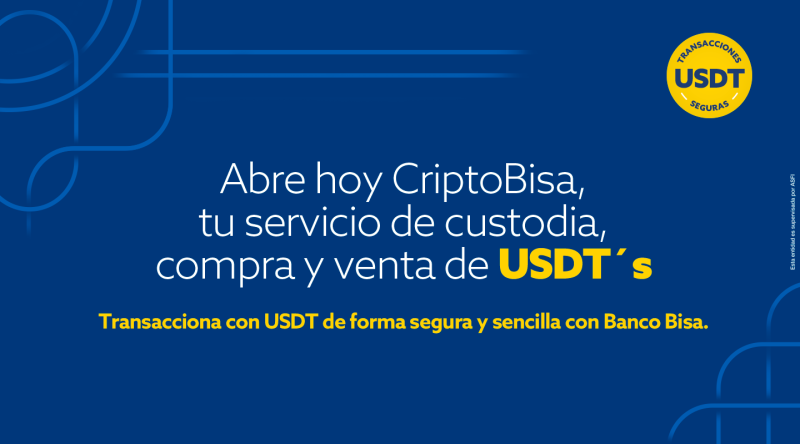 TRANSACCIONES
USDT
SEGURAS
Abre hoy CriptoBisa,
tu servicio de custodia,
compra y venta de USDT´s
Transacciona con USDT de forma segura y sencilla con Banco Bisa.
Esta entidad es supervisada por ASFI